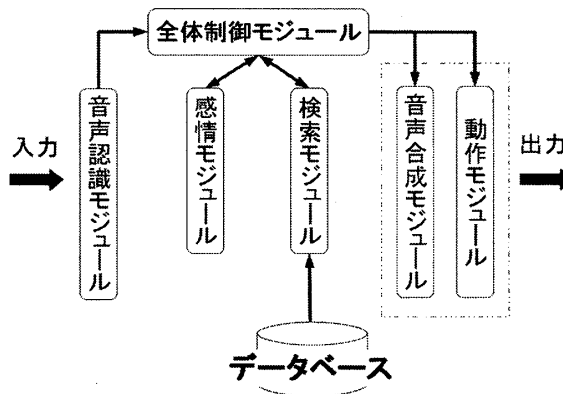 全体制御モジュール
入力
音声認識モジュール
感情モジュール
検索モジュール
音声合成モジュール
動作モジュール
出力
データベース